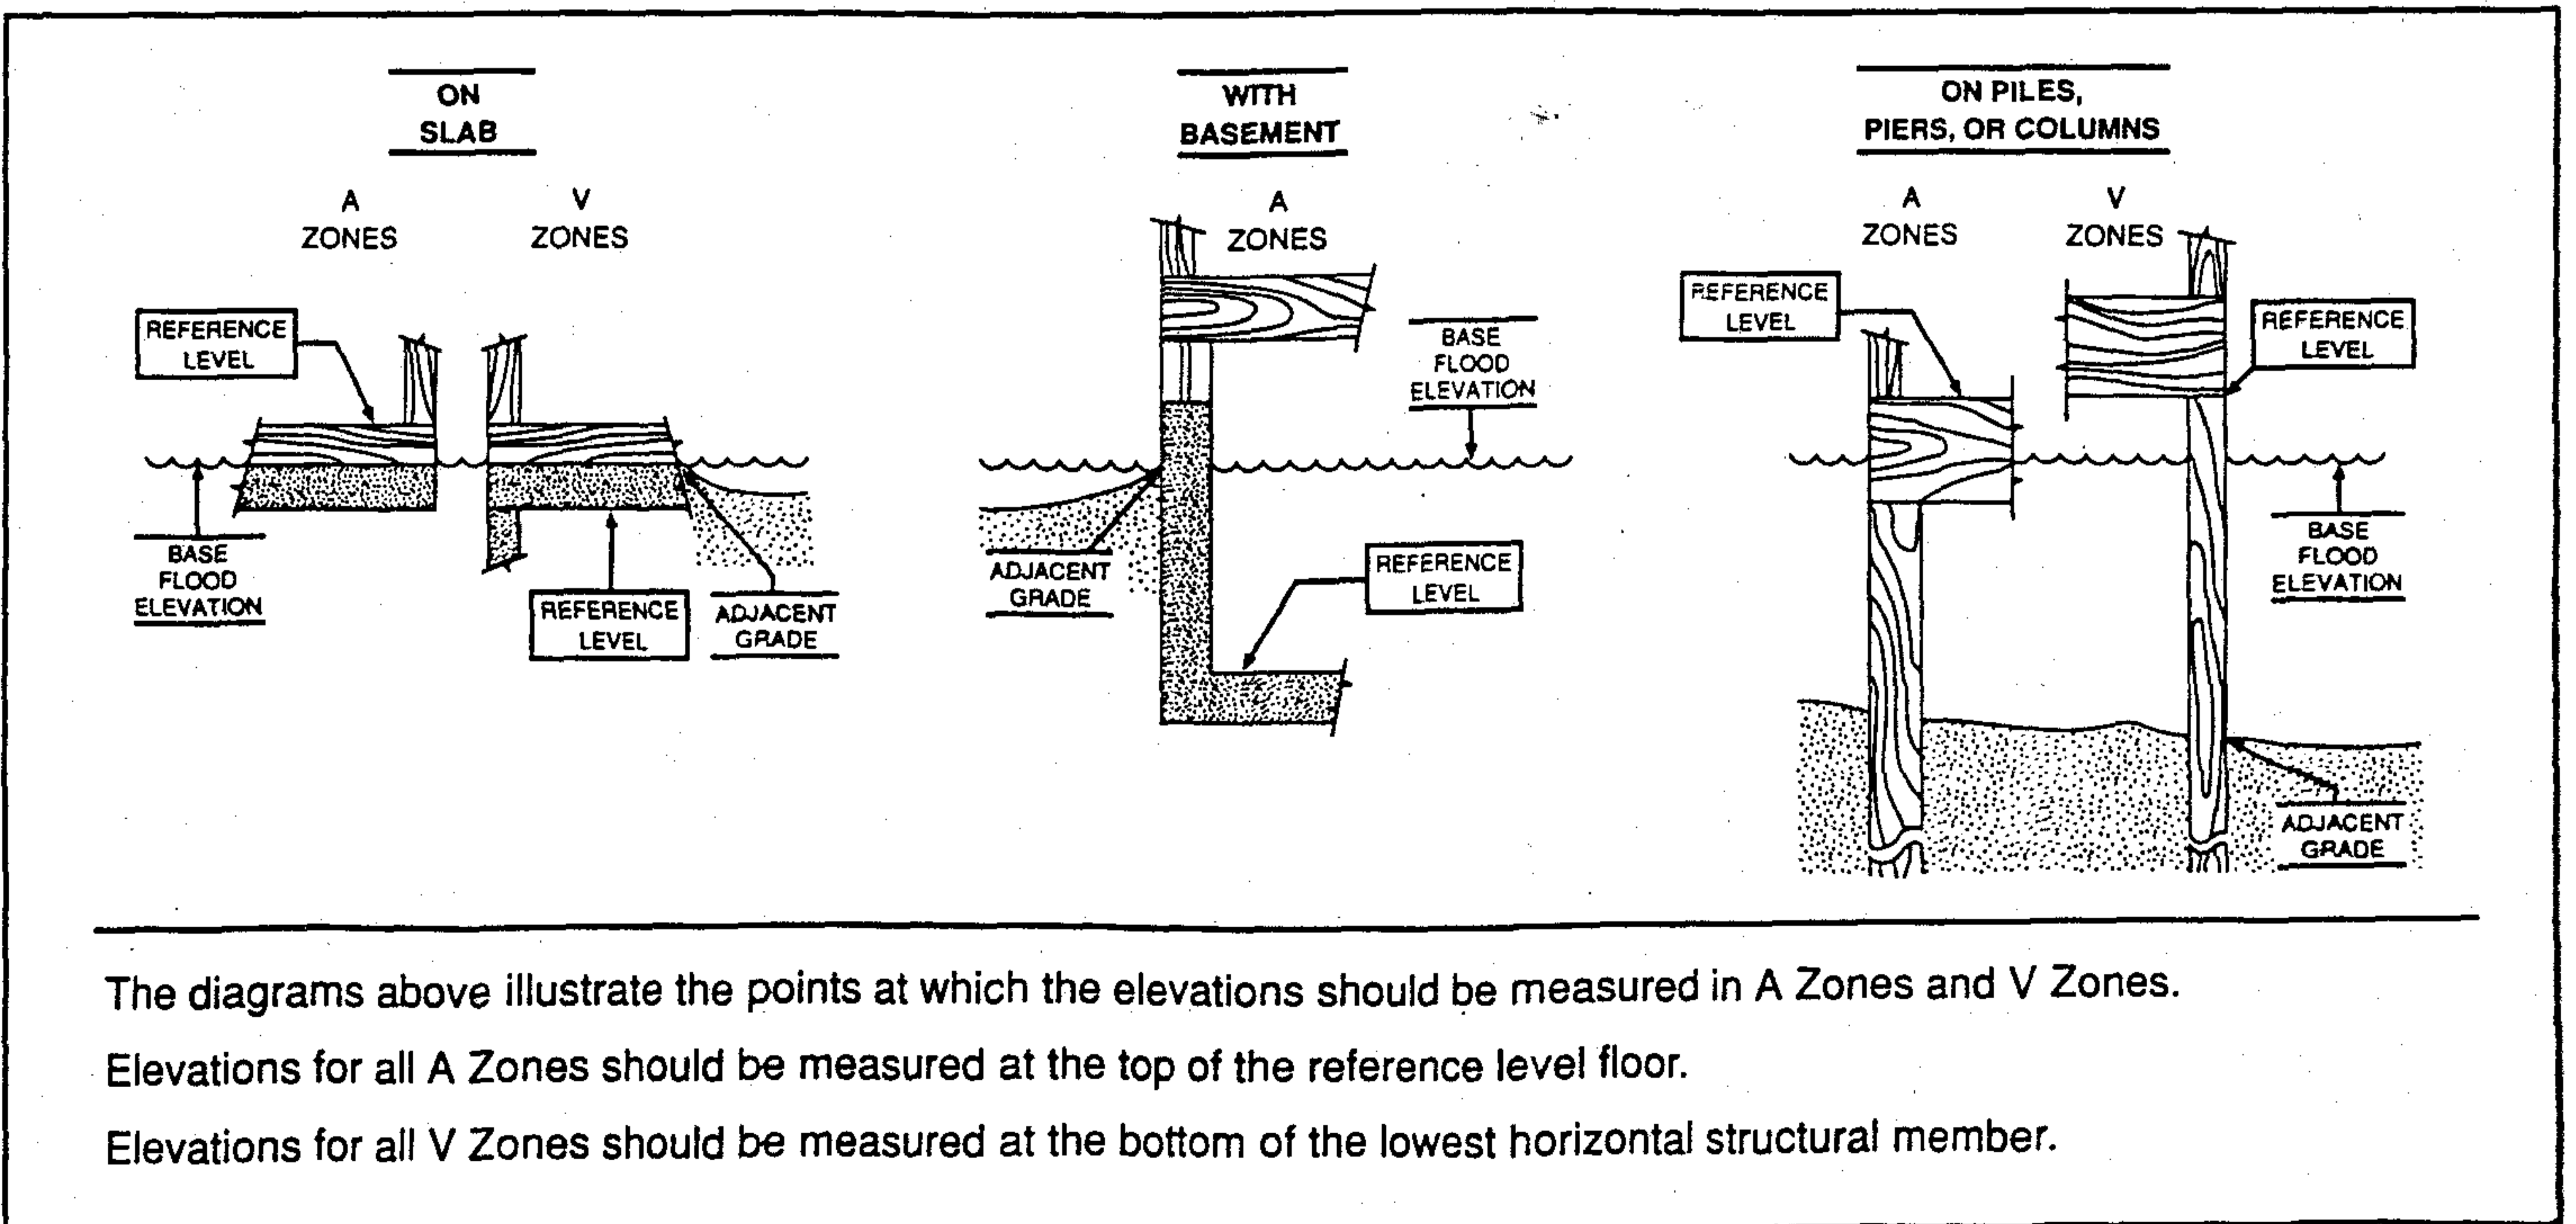 ON
SLAB
A
ZONES
V
ZONES
REFERENCE
LEVEL
BASE
FLOOD
ELEVATION
REFERENCE
LEVEL
ADJACENT
GRADE
WITH
BASEMENT
A
ZONES
BASE
FLOOD
ELEVATION
ADJACENT
GRADE
REFERENCE
LEVEL
ON PILES,
PIERS, OR COLUMNS
A
ZONES
V
ZONES
REFERENCE
LEVEL
REFERENCE
LEVEL
BASE
FLOOD
ELEVATION
ADJACENT
GRADE
The diagrams above illustrate the points at which the elevations should be measured in A Zones and V Zones.
Elevations for all A Zones should be measured at the top of the reference level floor.
Elevations for all V Zones should be measured at the bottom of the lowest horizontal structural member.